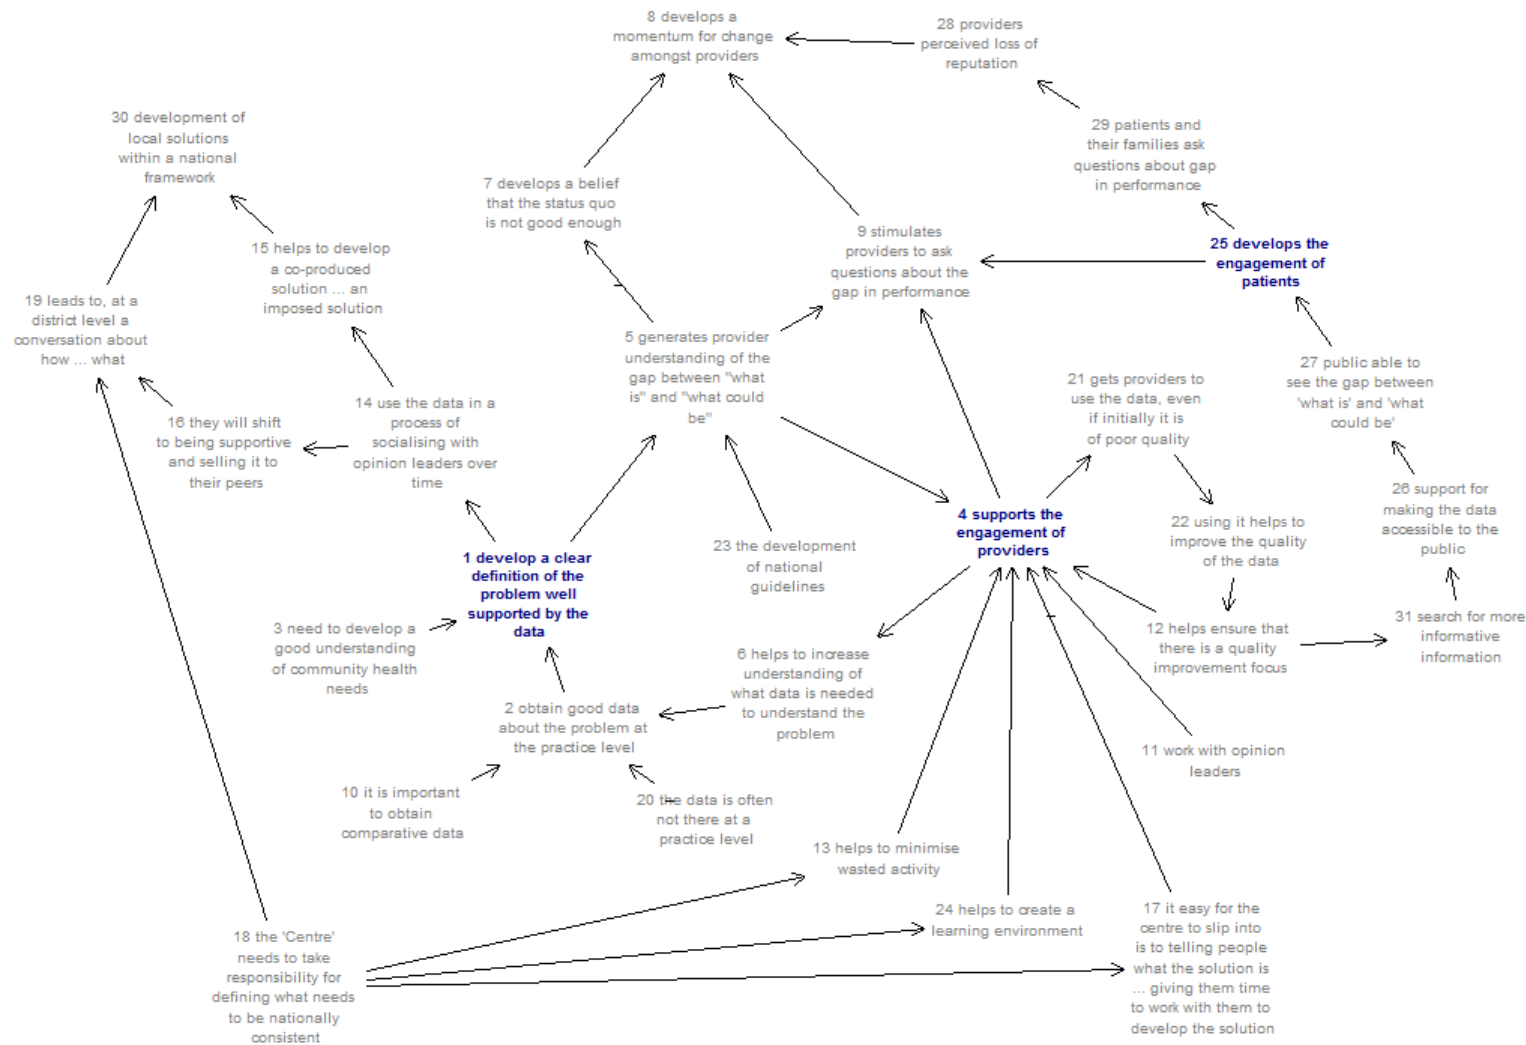 8 develops a
momentum for change
amongst providers
28 providers
perceived loss of
reputation
30 development of
local solutions
within a national
framework
29 patients and
their families ask
questions about gap
in performance
7 develops a belief
that the status quo
is not good enough
9 stimulates
providers to ask
questions about the
gap in performance
25 develops the
engagement of
patients
15 helps to develop
a co-produced
solution ... an
imposed solution
19 leads to, at a
district level a
conversation about
how ... what
5 generates provider
understanding of the
gap between "what
is" and "what could
be"
27 public able to
see the gap between
'what is' and 'what
could be'
21 gets providers to
use the data, even
if initially it is
of poor quality
14 use the data in a
process of
socialising with
opinion leaders over
time
16 they will shift
to being supportive
and selling it to
their peers
26 support for
making the data
accessible to the
public
4 supports the
engagement of
providers
22 using it helps to
improve the quality
of the data
23 the development
of national
guidelines
1 develop a clear
definition of the
problem well
supported by the
data
3 need to develop a
good understanding
of community health
needs
31 search for more
informative
information
12 helps ensure that
there is a quality
improvement focus
6 helps to increase
understanding of
what data is needed
to understand the
problem
2 obtain good data
about the problem at
the practice level
11 work with opinion
leaders
10 it is important
to obtain
comparative data
20 the data is often
not there at a
practice level
13 helps to minimise
wasted activity
24 helps to create a
learning environment
17 it easy for the
centre to slip into
is to telling people
what the solution is
... giving them time
to work with them to
develop the solution
18 the 'Centre'
needs to take
responsibility for
defining what needs
to be nationally
consistent